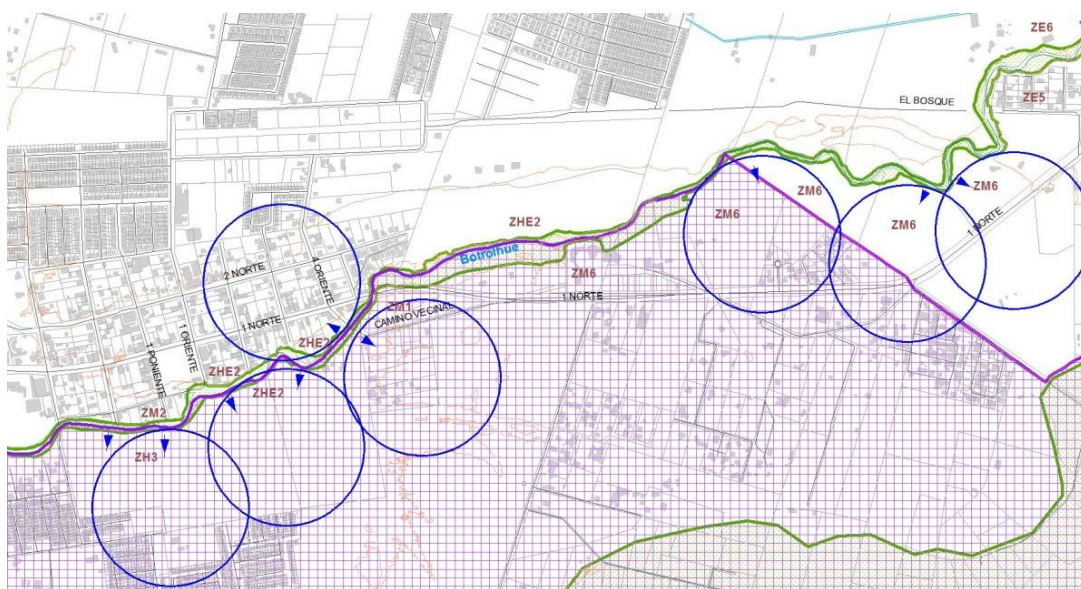 ZE6
ZE5
EL BOSQUE
ZM6
ZM6
ZM6
ZM6
1 NORTE
ZHE2
Botrolhue
ZM6
2 NORTE
4 ORIENTE
1 NORTE
ZM1
CAMINO VECINAL
1 NORTE
1 ORIENTE
1 PONIENTE
ZHE2
ZHE2
ZHE2
ZM2
ZH3